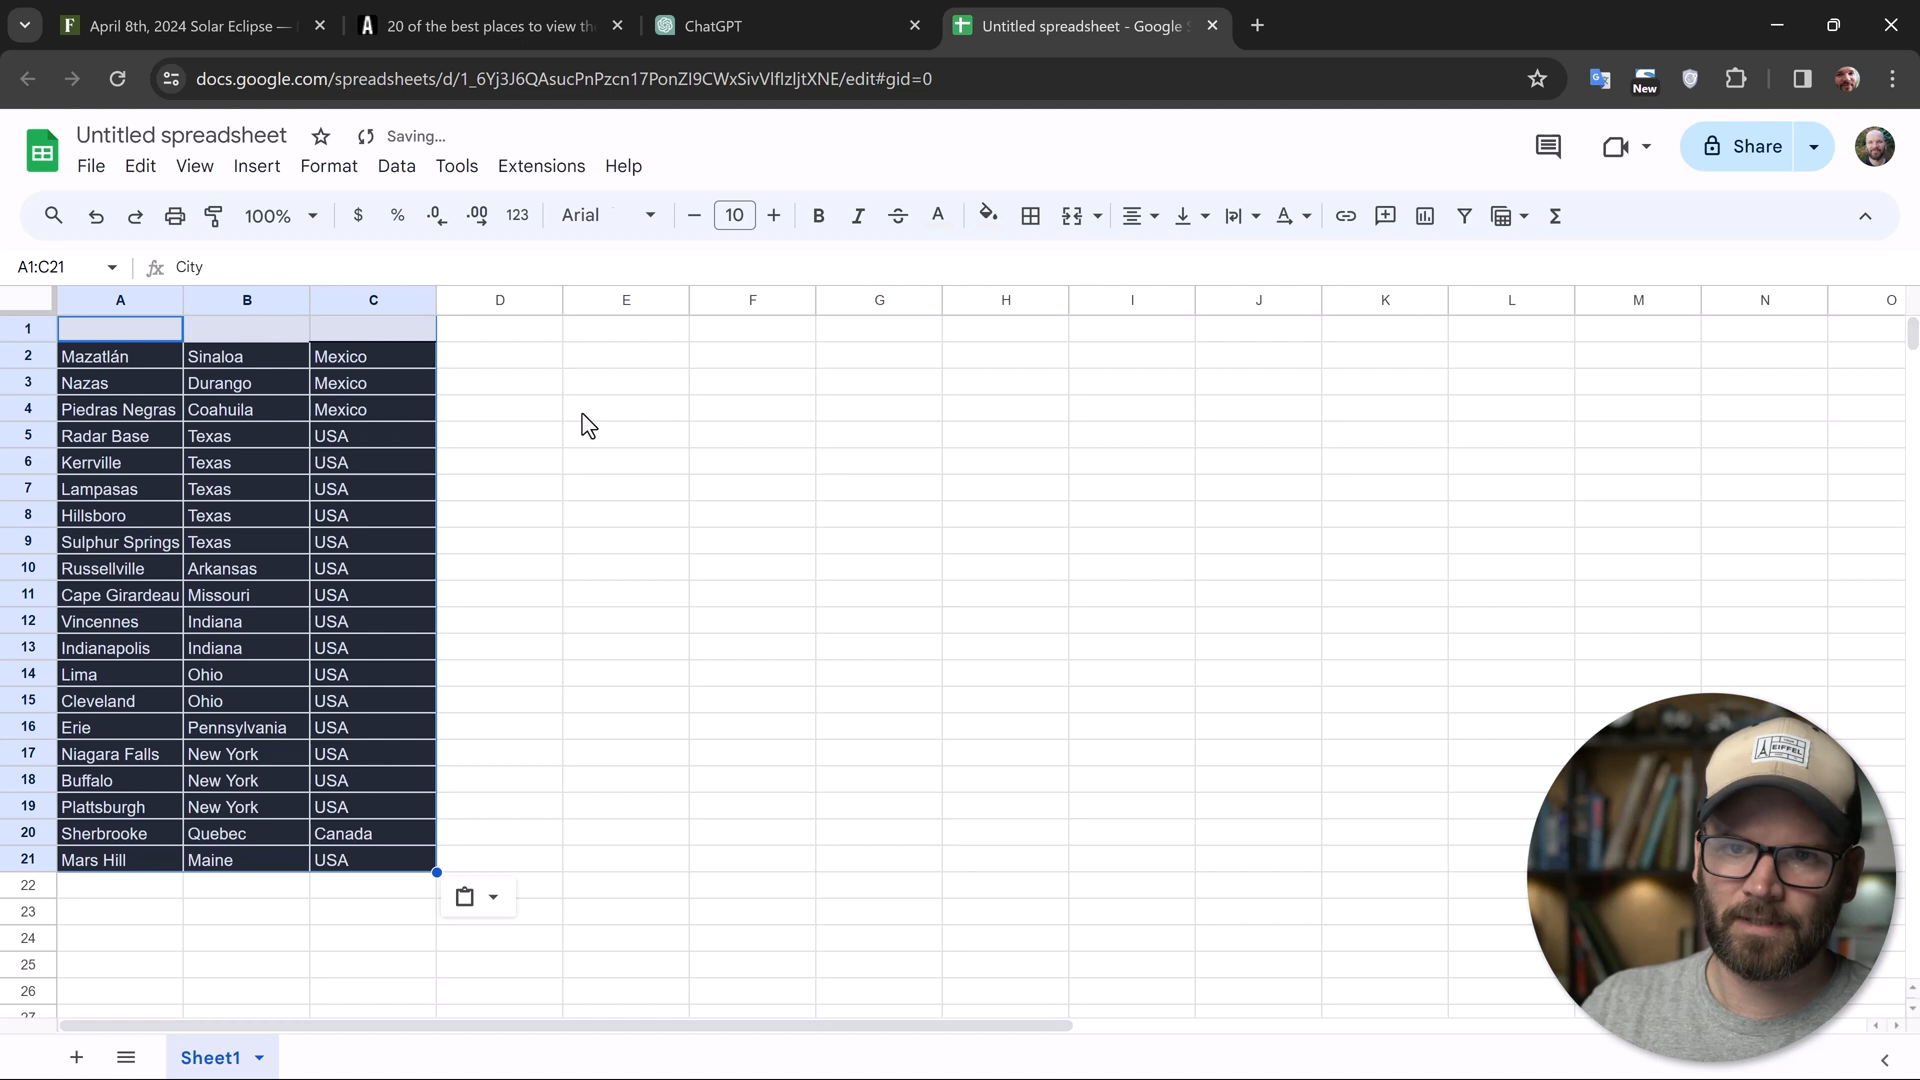 April 8th, 2024 Solar Eclipse —
20 of the best places to view the
ChatGPT
Untitled spreadsheet - Google S
docs.google.com/spreadsheets/d/1_6Yj3J6QAsucPnPzcn17PonZI9CWxSivVlfIzljtXNE/edit#gid=0
New
Untitled spreadsheet
Saving...
File Edit View Insert Format Data Tools Extensions Help
Share
100% $ % .0 .00 123 Arial 10 B I S A A Σ
A1:C21 fx City
A B C D E F G H I J K L M N O
1
2 Mazatlán Sinaloa Mexico
3 Nazas Durango Mexico
4 Piedras Negras Coahuila Mexico
5 Radar Base Texas USA
6 Kerrville Texas USA
7 Lampasas Texas USA
8 Hillsboro Texas USA
9 Sulphur Springs Texas USA
10 Russellville Arkansas USA
11 Cape Girardeau Missouri USA
12 Vincennes Indiana USA
13 Indianapolis Indiana USA
14 Lima Ohio USA
15 Cleveland Ohio USA
16 Erie Pennsylvania USA
17 Niagara Falls New York USA
18 Buffalo New York USA
19 Plattsburgh New York USA
20 Sherbrooke Quebec Canada
21 Mars Hill Maine USA
22
23
24
25
26
27
EIFFEL
Sheet1